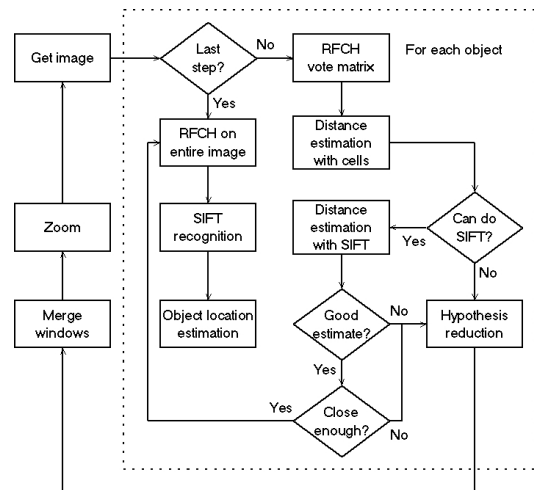 Get image
Last
step?
No
RFCH
vote matrix
For each object
Yes
RFCH on
entire image
Distance
estimation
with cells
Zoom
SIFT
recognition
Distance
estimation
with SIFT
Yes
Can do
SIFT?
No
Merge
windows
Object location
estimation
Good
estimate?
No
Hypothesis
reduction
Yes
Yes
Close
enough?
No